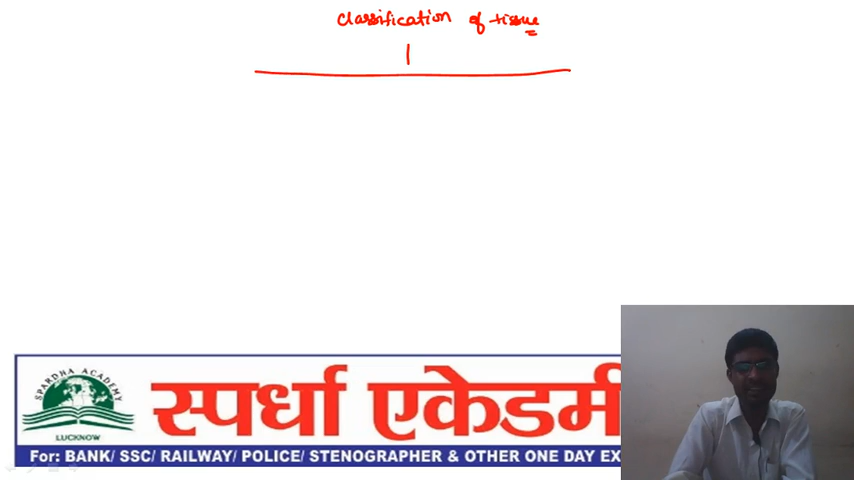 classification of tissue
SPARDHA ACADEMY
LUCKNOW
स्पर्धा एकेडमी
For: BANK/ SSC/ RAILWAY/ POLICE/ STENOGRAPHER & OTHER ONE DAY EX